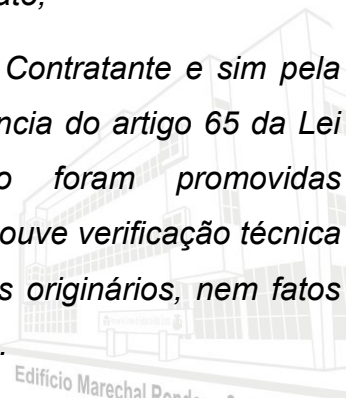 ato,
Contratante e sim pela
ncia do artigo 65 da Lei
o foram promovidas
ouve verificação técnica
s originários, nem fatos
.
Edifício Marechal